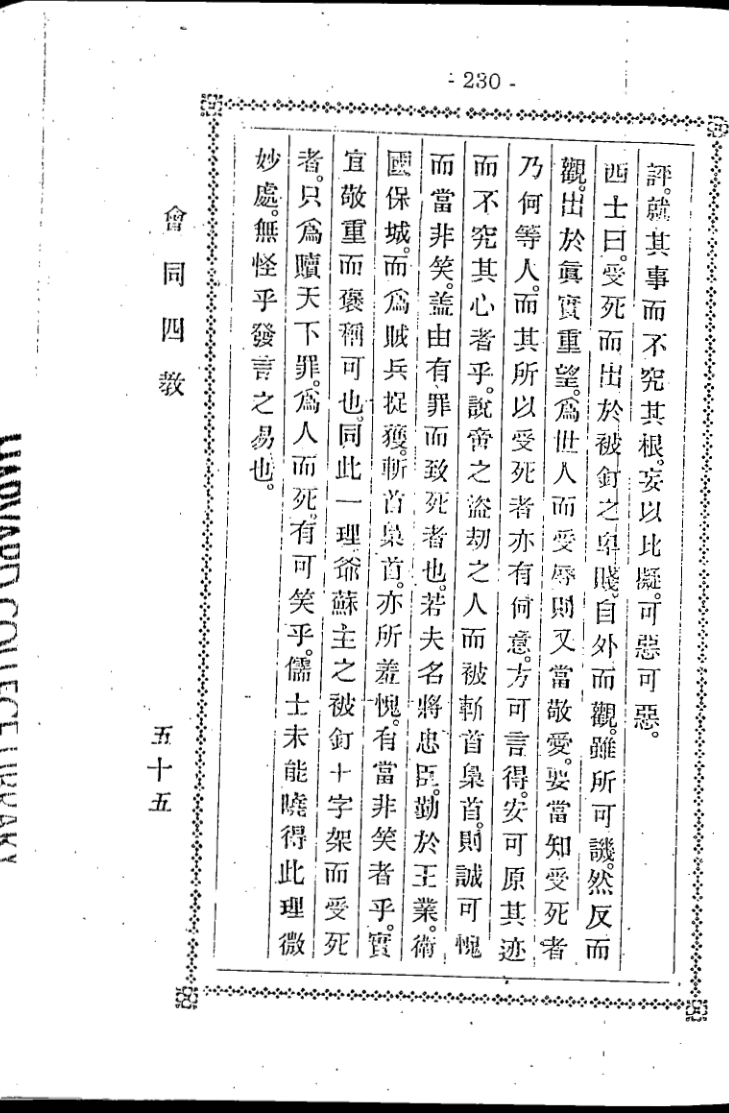 - 230 -
評。就其事而不究其根。妄以比擬。可惡可惡。
西士曰。受死而出於被釘之卑賤。自外而觀。雖所可譏。然反而
觀。出於眞實重望。爲世人而受辱則又當敬愛。要當知受死者
乃何等人。而其所以受死者亦有何意。方可言得。安可原其迹
而不究其心者乎。說帝之盜刧之人而被斬首梟首。則誠可愧
而當非笑。蓋由有罪而致死者也。若夫名將忠臣。勤於王業。衛
國保城。而爲賊兵捉獲。斬首梟首。亦所羞愧。有當非笑者乎。實
宜敬重而褒稱可也。同此一理爺蘇主之被釘十字架而受死
者。只爲贖天下罪。爲人而死。有可笑乎。儒士未能曉得此理微
妙處。無怪乎發言之易也。
會同四教
五十五
HARVARD COLLEGE LIBRARY